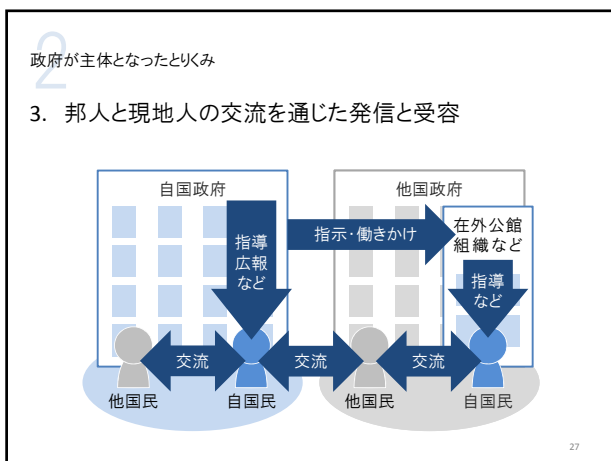 2
政府が主体となったとりくみ
3. 邦人と現地人の交流を通じた発信と受容
自国政府
他国政府
指導
広報
など
指示・働きかけ
在外公館
組織など
指導
など
交流
交流
交流
他国民
自国民
他国民
自国民
27